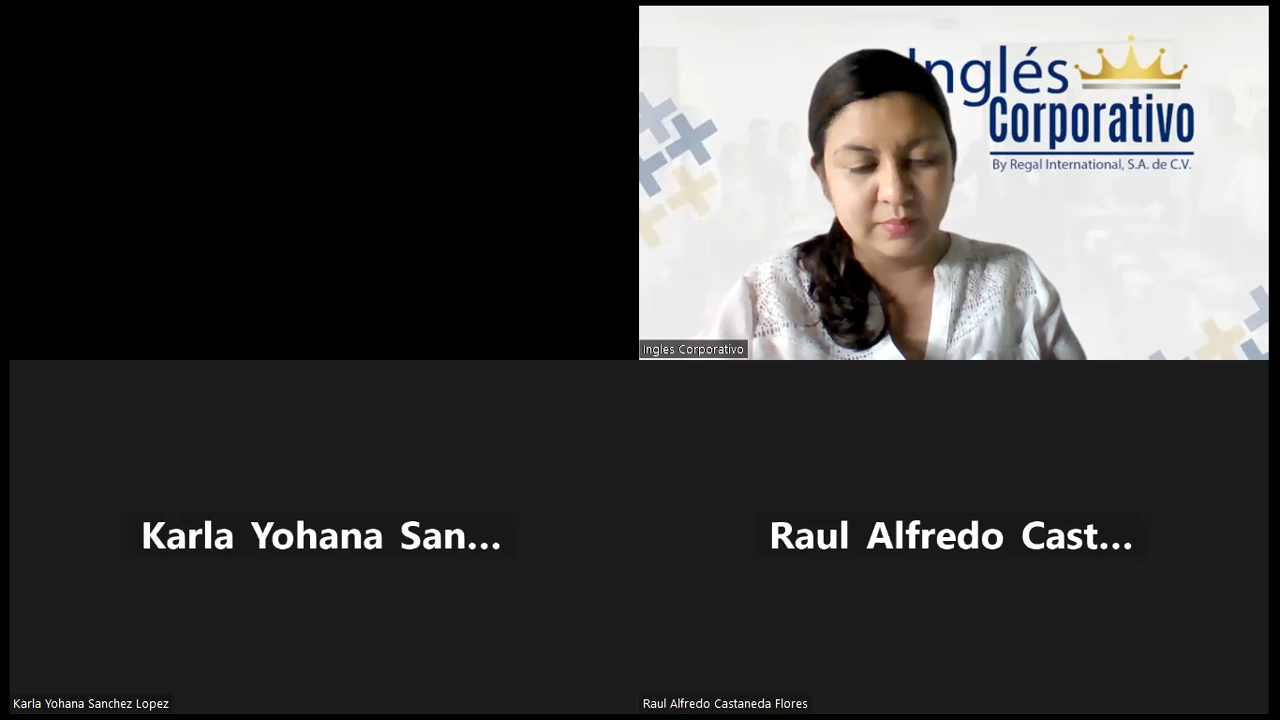 Inglés
Corporativo
By Regal International, S.A. de C.V.
Ingles Corporativo
Karla Yohana San...
Raul Alfredo Cast...
Karla Yohana Sanchez Lopez
Raul Alfredo Castaneda Flores